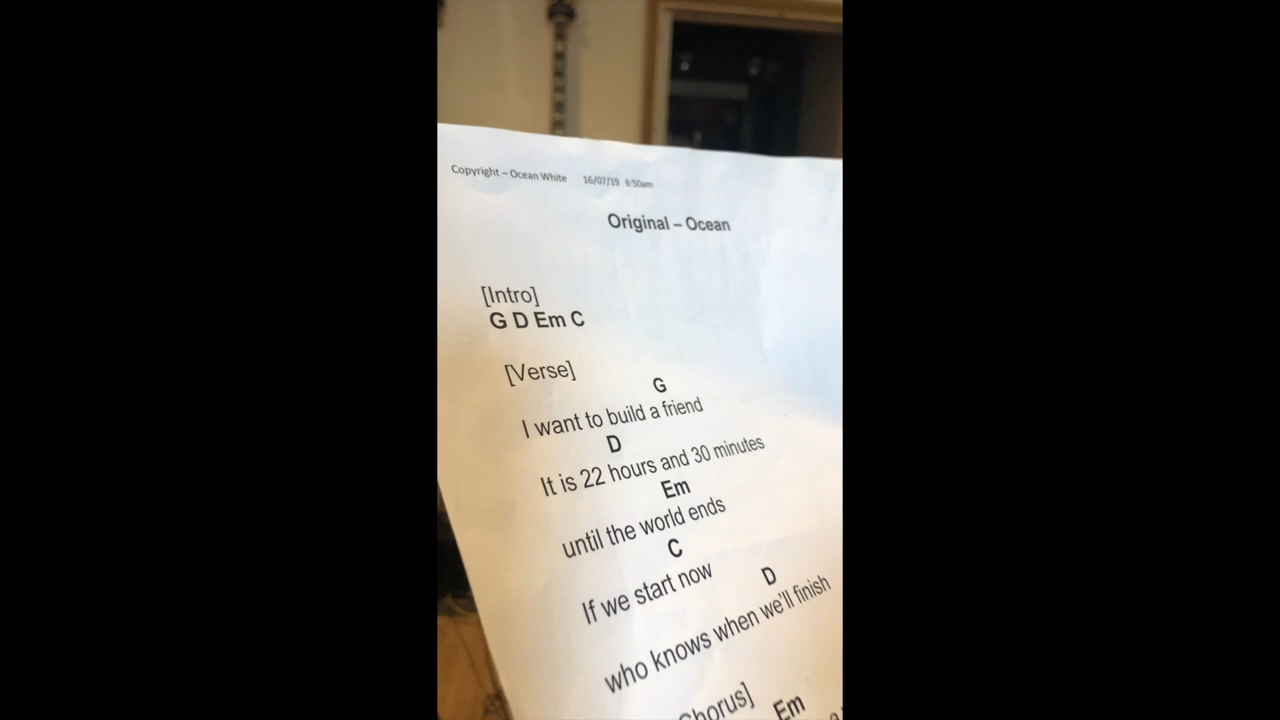 Copyright – Ocean White 16/07/19 6:50am
Original – Ocean
[Intro]
G D Em C
[Verse]
G
I want to build a friend
D
It is 22 hours and 30 minutes
Em
until the world ends
C
If we start now
D
who knows when we'll finish
Chorus]
Em